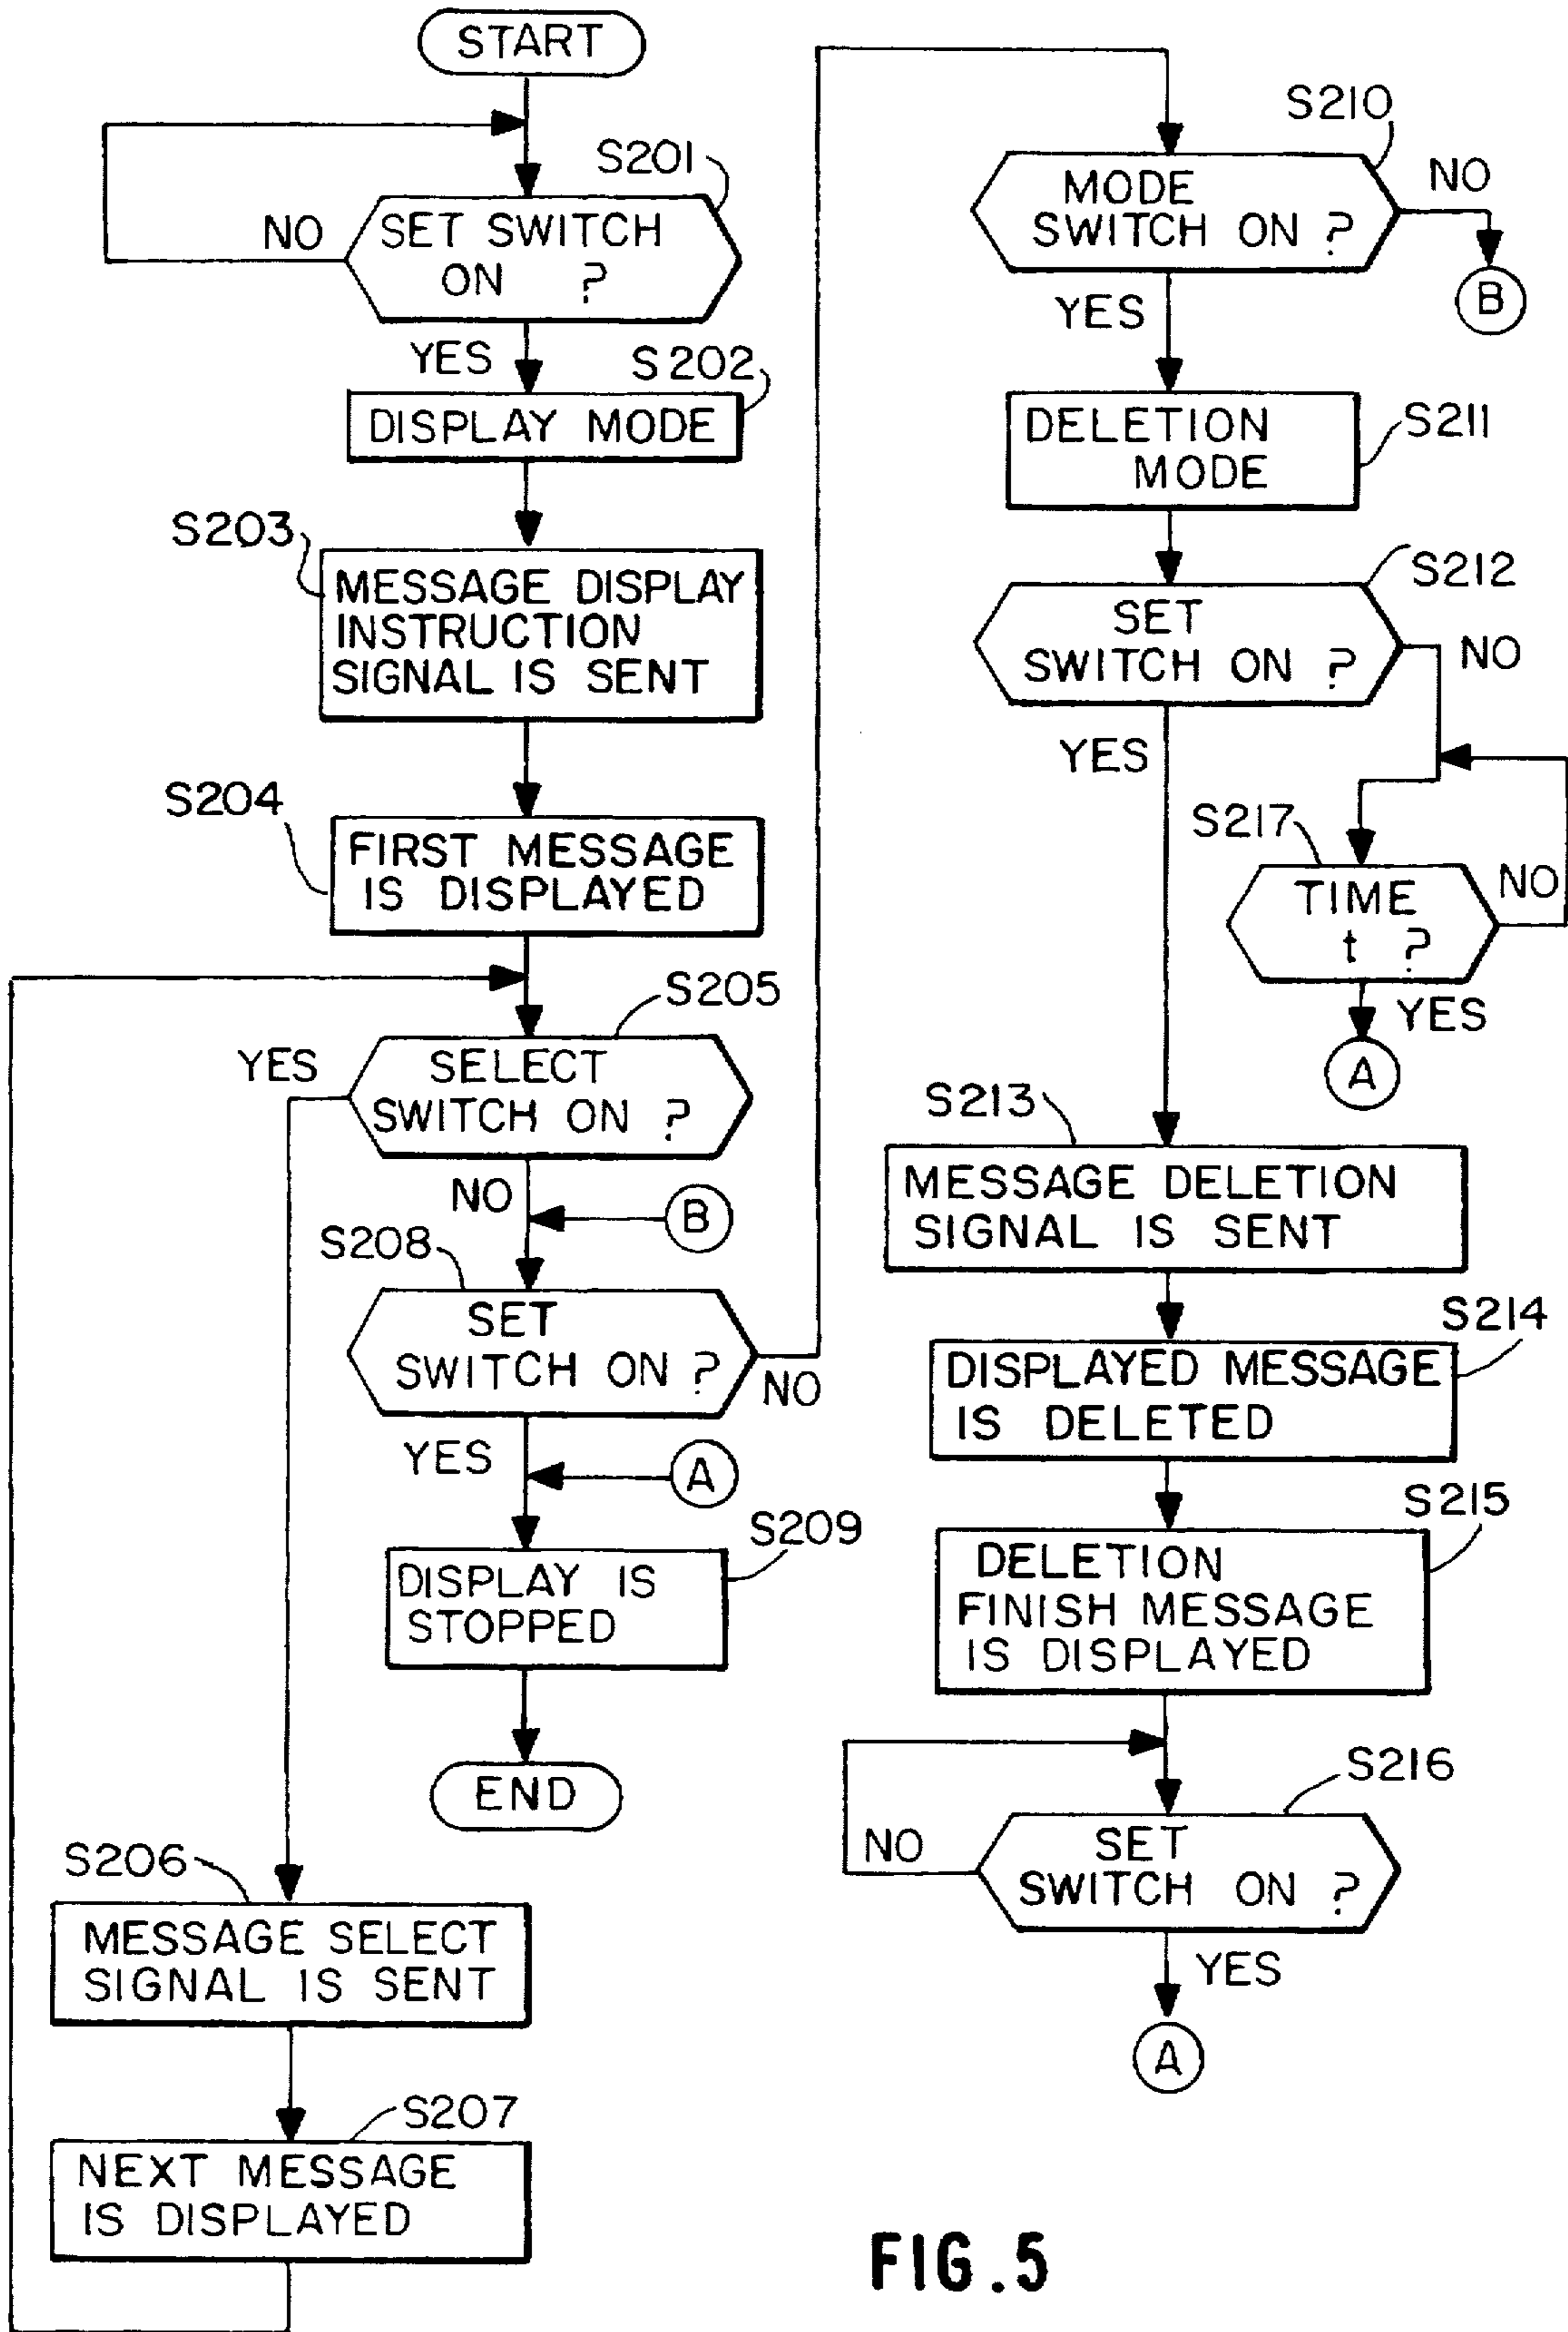 START
S201
NO
SET SWITCH
ON ?
YES
S202
DISPLAY MODE
S203
MESSAGE DISPLAY
INSTRUCTION
SIGNAL IS SENT
S204
FIRST MESSAGE
IS DISPLAYED
S205
YES
SELECT
SWITCH ON ?
NO
B
S208
SET
SWITCH ON ?
NO
YES
A
S209
DISPLAY IS
STOPPED
END
S206
MESSAGE SELECT
SIGNAL IS SENT
S207
NEXT MESSAGE
IS DISPLAYED
S210
MODE
SWITCH ON ?
NO
B
YES
DELETION
MODE
S211
S212
SET
SWITCH ON ?
NO
YES
S217
TIME
t ?
NO
YES
A
S213
MESSAGE DELETION
SIGNAL IS SENT
S214
DISPLAYED MESSAGE
IS DELETED
S215
DELETION
FINISH MESSAGE
IS DISPLAYED
S216
NO
SET
SWITCH ON ?
YES
A
FIG.5